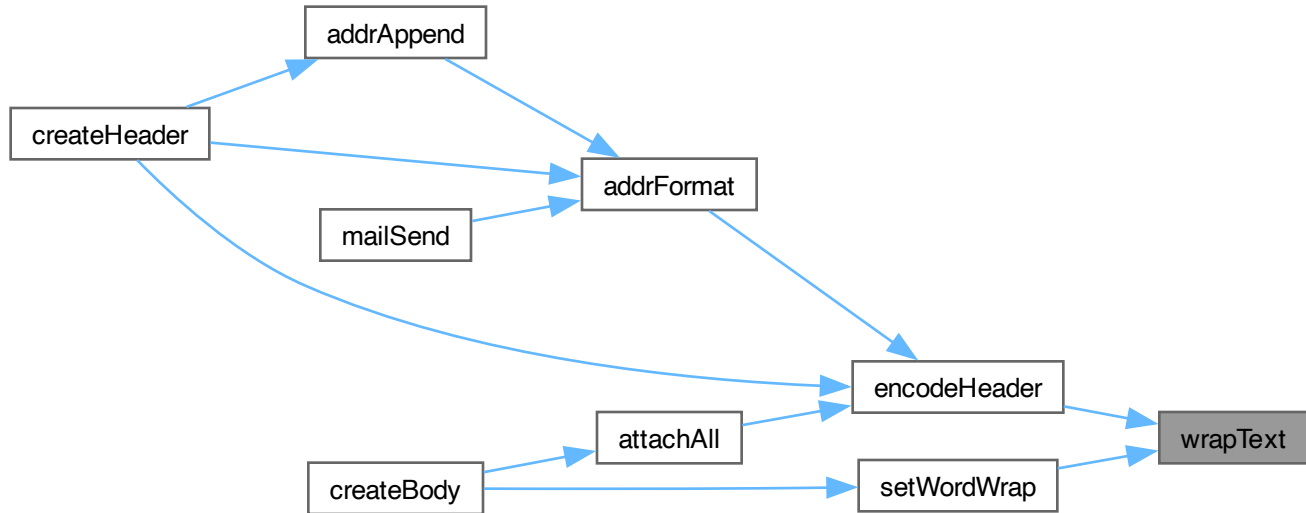 addrAppend
createHeader
addrFormat
mailSend
encodeHeader
attachAll
wrapText
createBody
setWordWrap